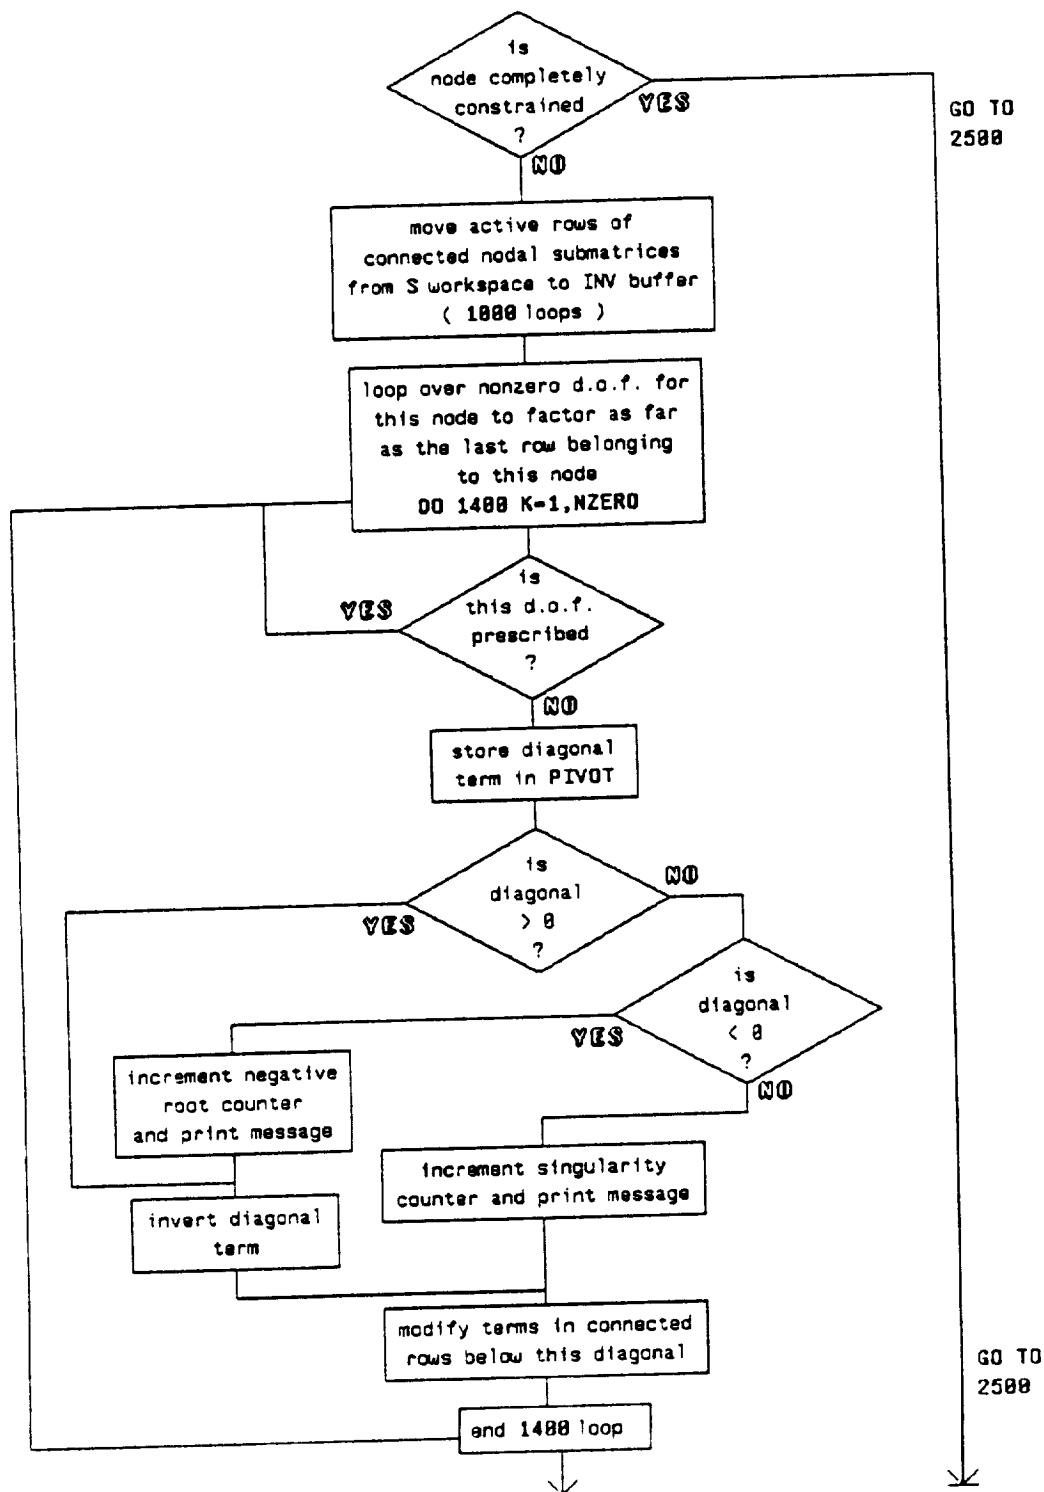 is
node completely
constrained
?
YES
GO TO
2500
NO
move active rows of
connected nodal submatrices
from S workspace to INV buffer
( 1000 loops )
loop over nonzero d.o.f. for
this node to factor as far
as the last row belonging
to this node
DO 1400 K=1,NZERO
is
this d.o.f.
prescribed
?
YES
NO
store diagonal
term in PIVOT
is
diagonal
> 0
?
YES
NO
is
diagonal
< 0
?
YES
NO
increment negative
root counter
and print message
increment singularity
counter and print message
invert diagonal
term
modify terms in connected
rows below this diagonal
GO TO
2500
end 1400 loop